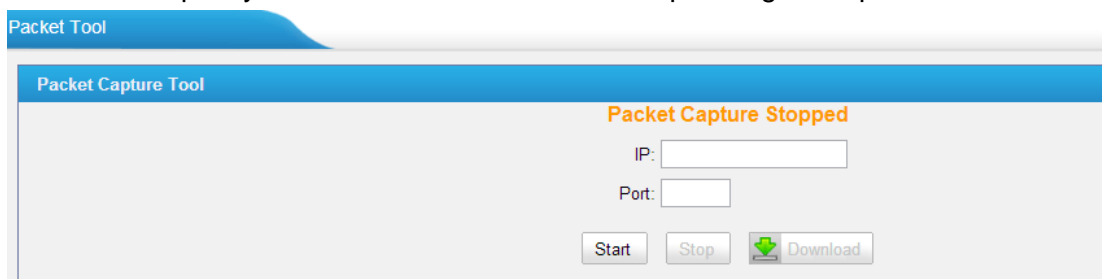 Packet Tool
Packet Capture Tool
Packet Capture Stopped
IP:
Port:
Start Stop Download